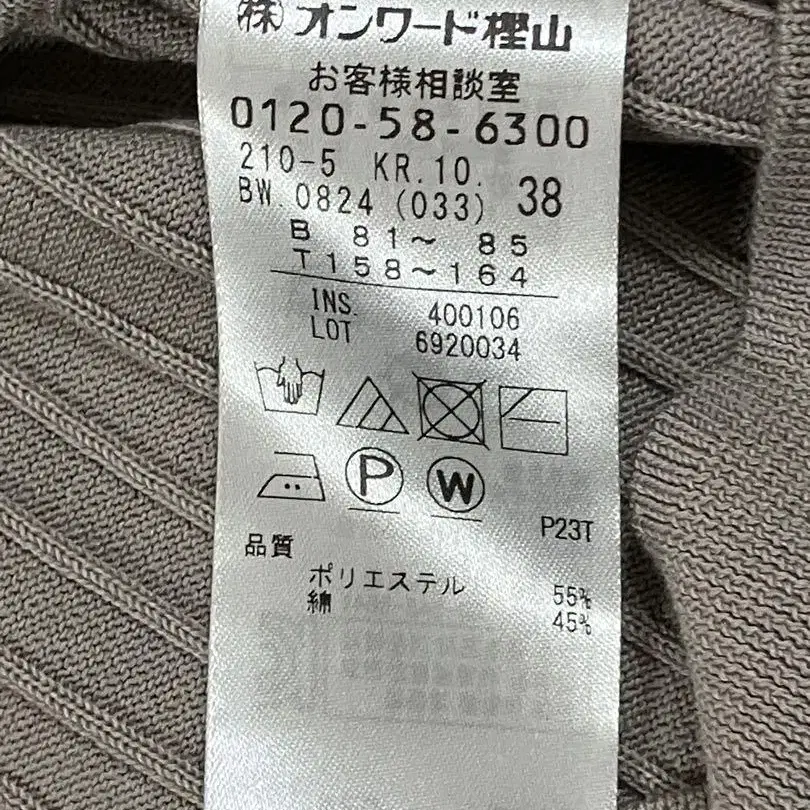 ㈱オンワード樫山
お客様相談室
0120-58-6300
210-5 KR.10. 38
BW.0824 (033)
B 81～ 85
T158～164
INS. 400106
LOT 6920034
P
W
P23T
品質
ポリエステル 55%
綿 45%